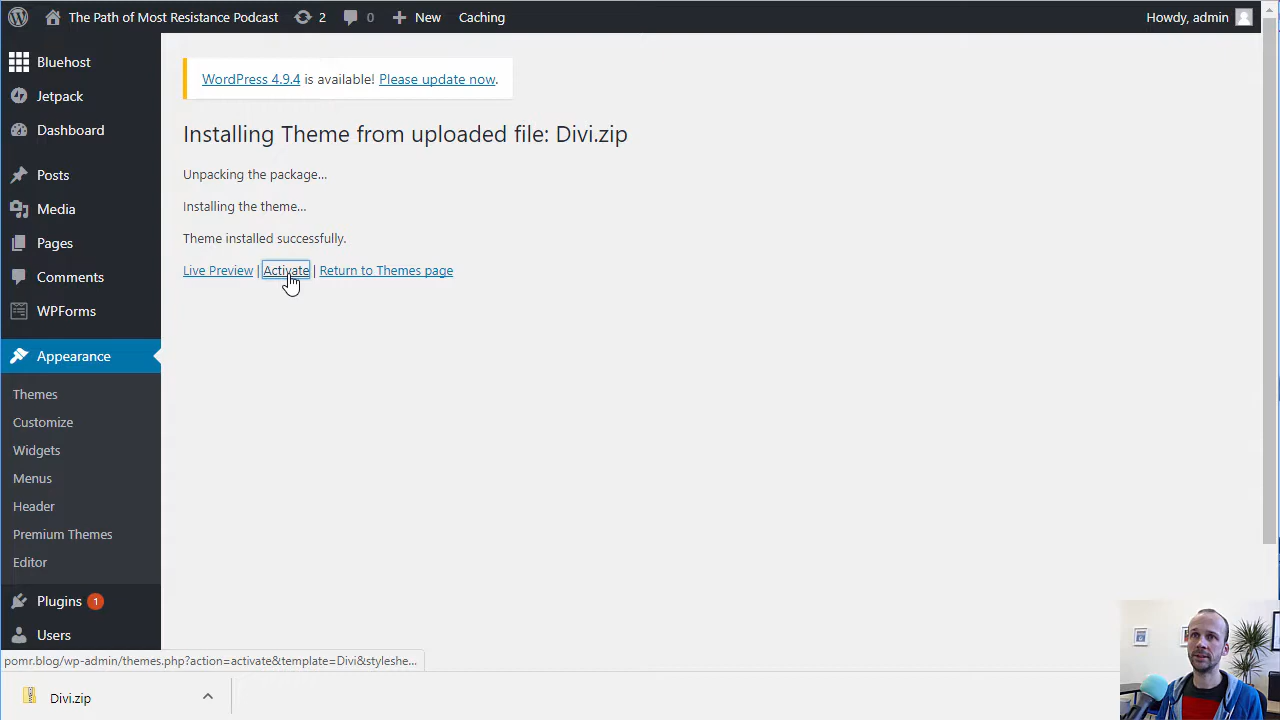 The Path of Most Resistance Podcast 2 0 New Caching Howdy, admin
Bluehost
Jetpack
Dashboard
Posts
Media
Pages
Comments
WPForms
Appearance
Themes
Customize
Widgets
Menus
Header
Premium Themes
Editor
Plugins 1
Users
WordPress 4.9.4 is available! Please update now.
Installing Theme from uploaded file: Divi.zip
Unpacking the package...
Installing the theme...
Theme installed successfully.
Live Preview | Activate | Return to Themes page
pomr.blog/wp-admin/themes.php?action=activate&template=Divi&styleshe...
Divi.zip